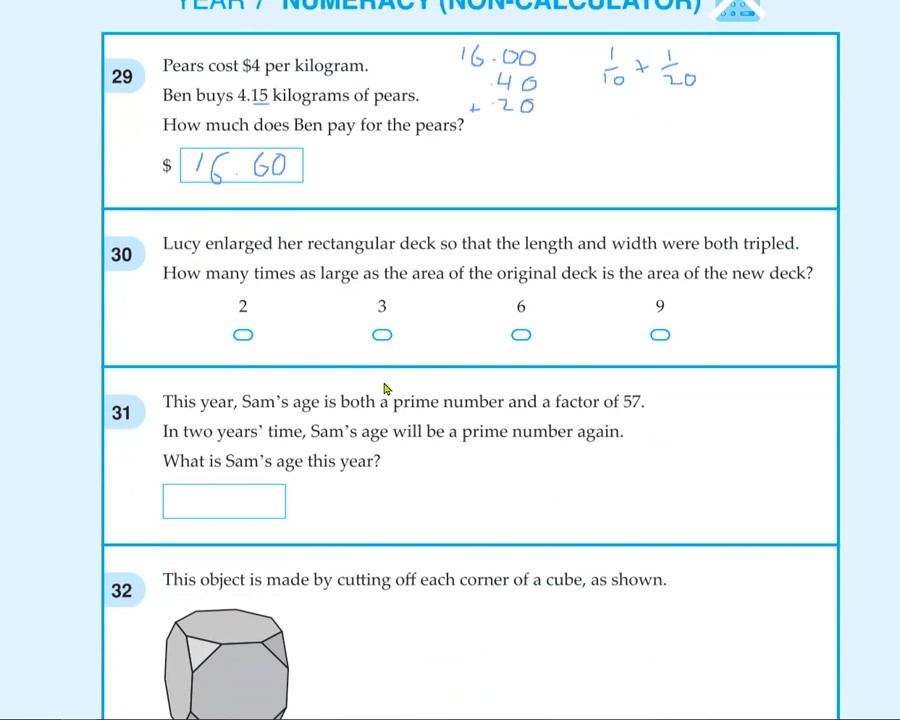 YEAR 7 NUMERACY (NON-CALCULATOR)
29
Pears cost $4 per kilogram.
Ben buys 4.15 kilograms of pears.
How much does Ben pay for the pears?
$ 16.60
16.00
.40
+ .20
1/10 + 1/20
30
Lucy enlarged her rectangular deck so that the length and width were both tripled.
How many times as large as the area of the original deck is the area of the new deck?
2 3 6 9
31
This year, Sam's age is both a prime number and a factor of 57.
In two years' time, Sam's age will be a prime number again.
What is Sam's age this year?
32
This object is made by cutting off each corner of a cube, as shown.